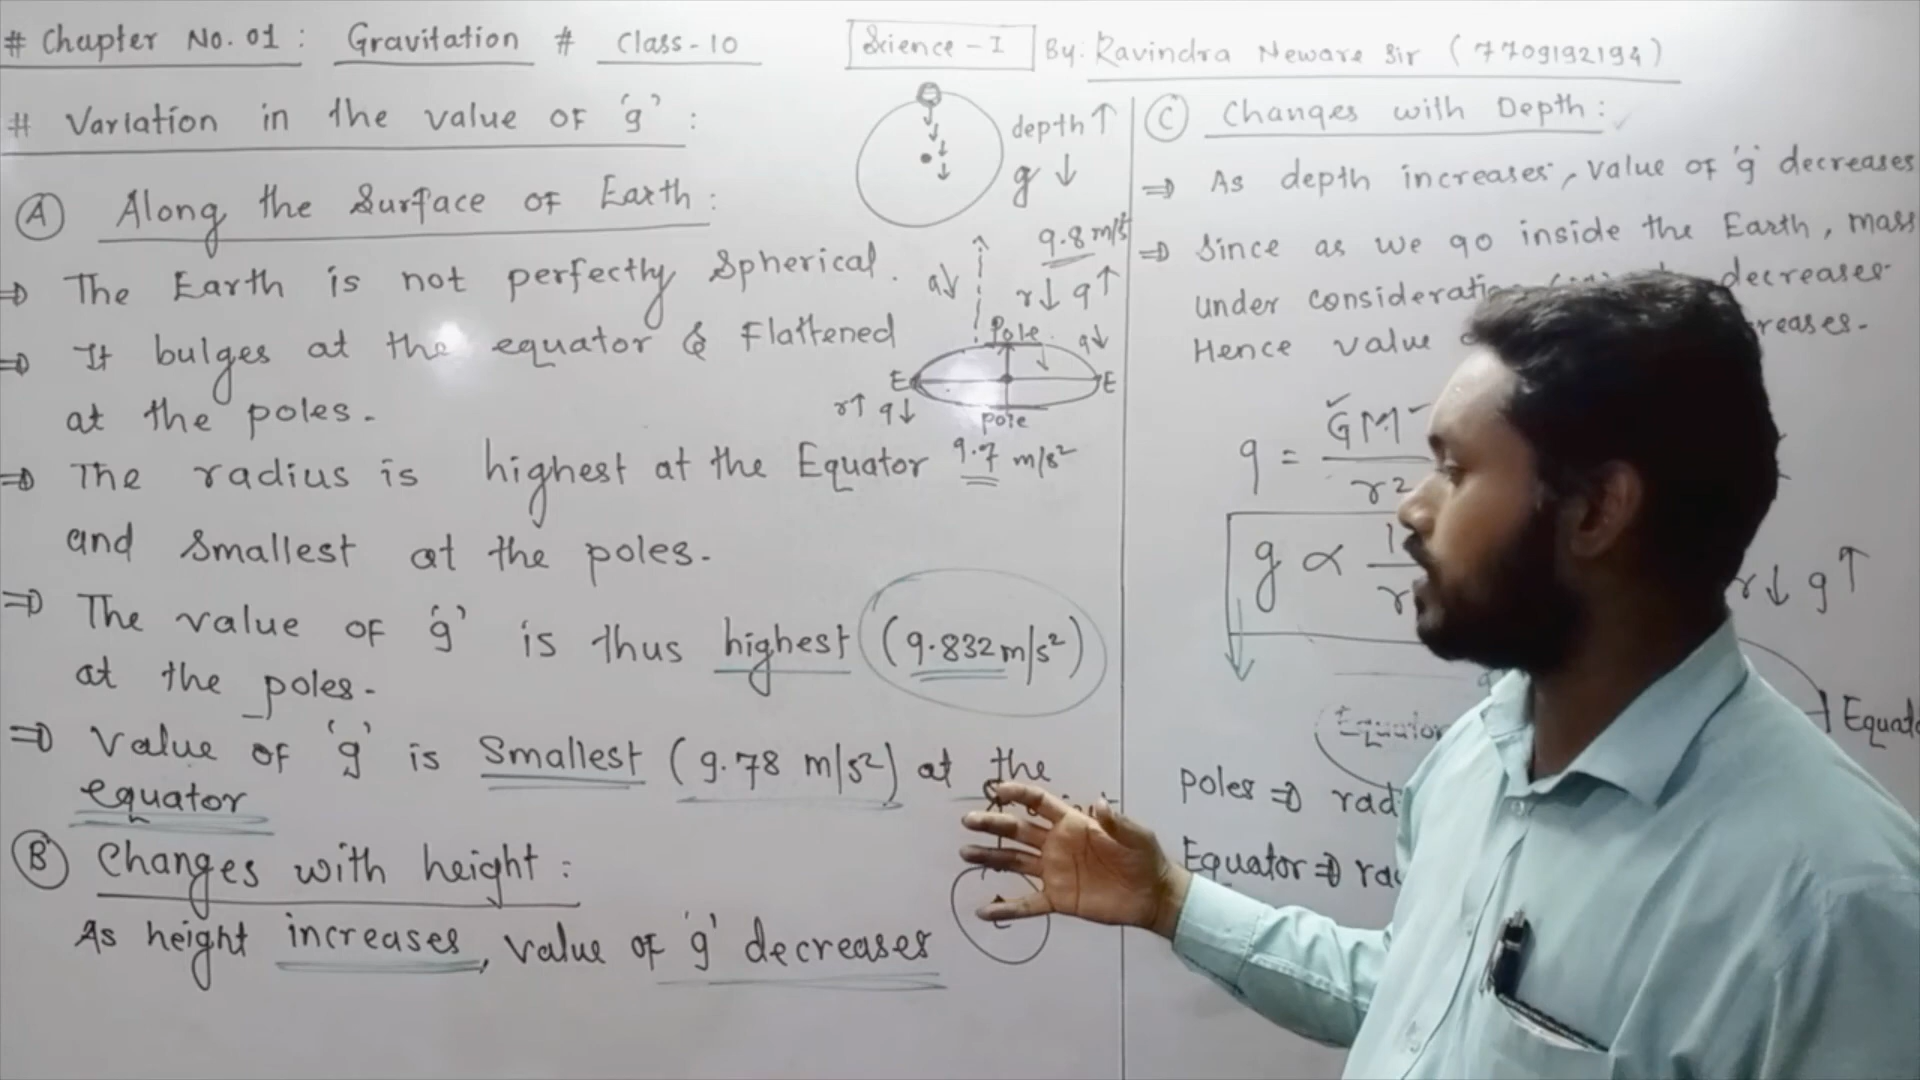 # Chapter No. 01 : Gravitation # Class-10
Science - I By: Ravindra Neware Sir (7709192194)
# Variation in the value of 'g' :
(A) Along the Surface of Earth :
⇒ The Earth is not perfectly Spherical.
⇒ It bulges at the equator & Flattened
at the poles.
⇒ The radius is highest at the Equator
and smallest at the poles.
⇒ The value of 'g' is thus highest (9.832 m/s²)
at the poles.
⇒ Value of 'g' is Smallest (9.78 m/s²) at the
equator
(B) Changes with height :
As height increases, value of 'g' decreases
depth ↑
g ↓
9.8 m/s²
r↓ g↑
Pole
g↓
E E
r↑ g↓
pole
9.7 m/s²
(C) Changes with Depth :
⇒ As depth increases, value of 'g' decreases
⇒ Since as we go inside the Earth, mass
under consideration decreases.
Hence value
g = GM
r²
g ∝ 1
r
r↓ g↑
Equator
Poles ⇒
Equator ⇒